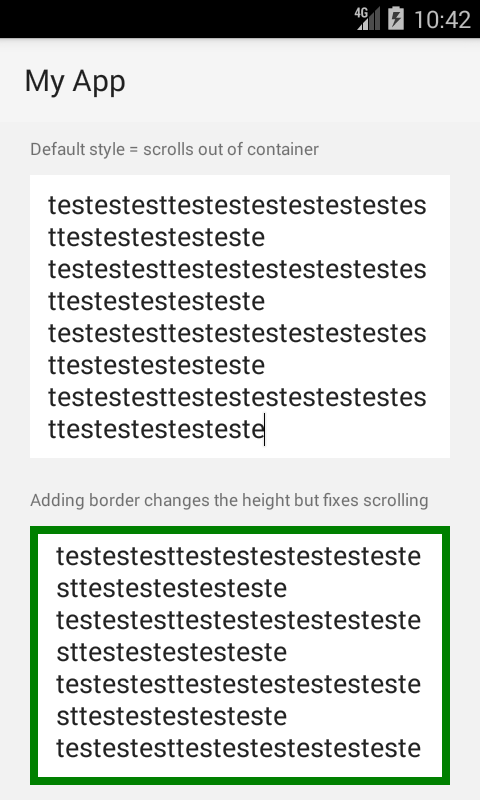 4G 10:42
My App
Default style = scrolls out of container
testestesttestestestestestestes
ttestestestesteste
testestesttestestestestestestes
ttestestestesteste
testestesttestestestestestestes
ttestestestesteste
testestesttestestestestestestes
ttestestestesteste
Adding border changes the height but fixes scrolling
testestesttestestestestesteste
sttestestestesteste
testestesttestestestestesteste
sttestestestesteste
testestesttestestestestesteste
sttestestestesteste
testestesttestestestestesteste